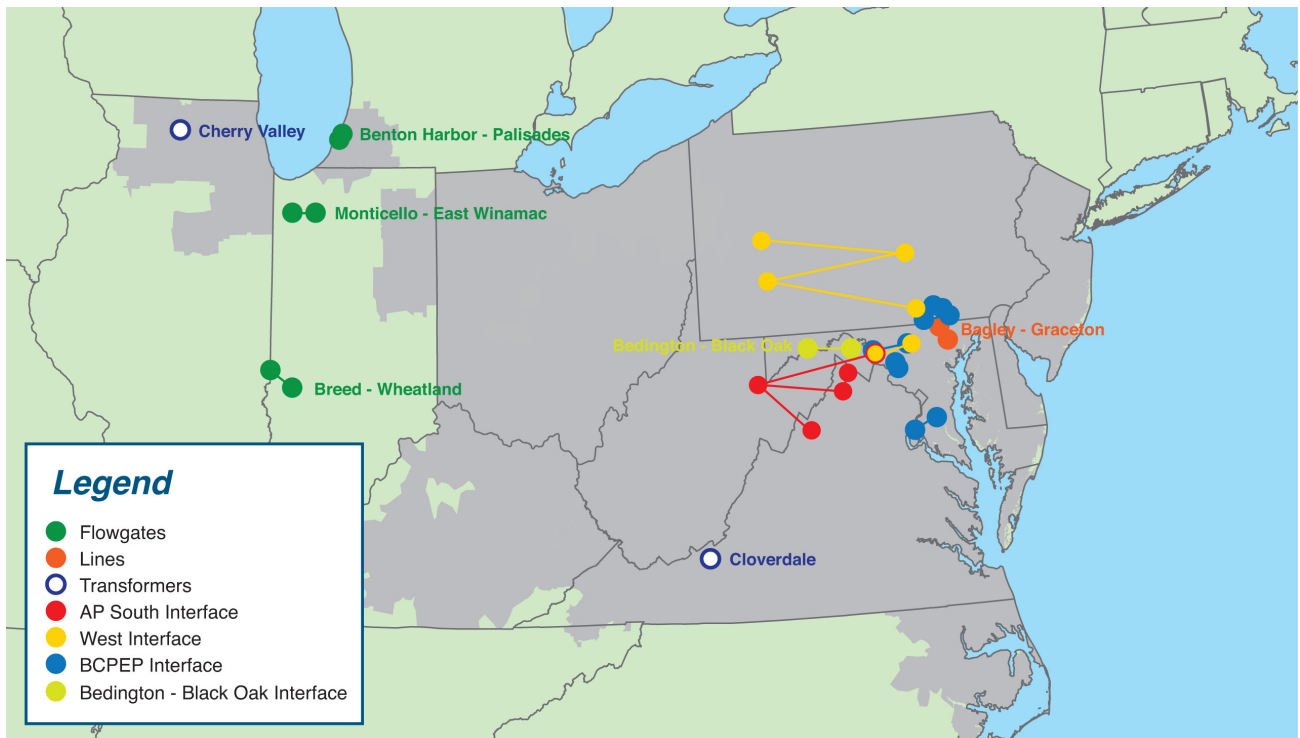 Cherry Valley
Benton Harbor - Palisades
Monticello - East Winamac
Bagley - Graceton
Bedington - Black Oak
Breed - Wheatland
Cloverdale
Legend
Flowgates
Lines
Transformers
AP South Interface
West Interface
BCPEP Interface
Bedington - Black Oak Interface